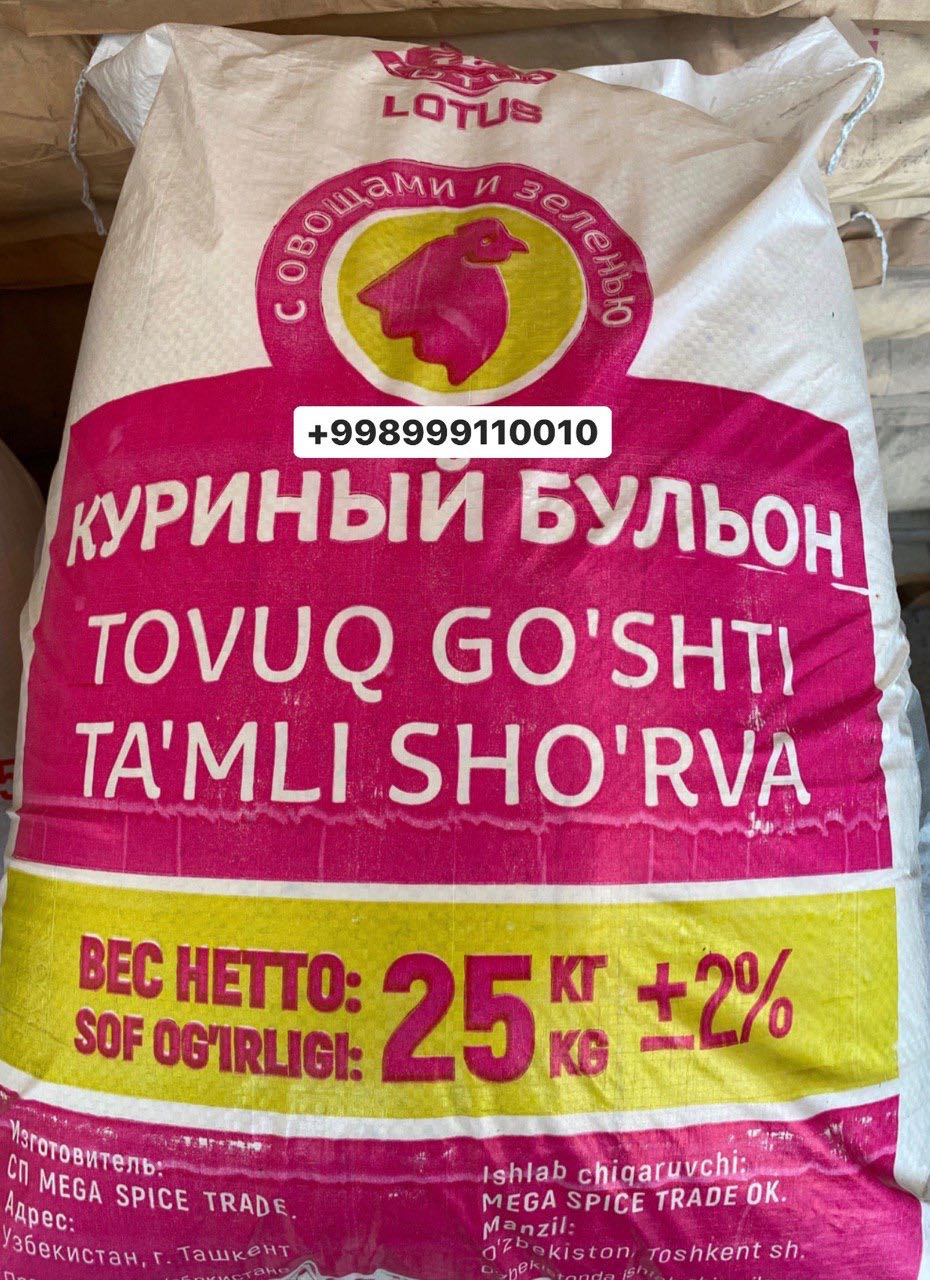 LOTUS
LOTUS
с овощами и зеленью
+998999110010
КУРИНЫЙ БУЛЬОН
TOVUQ GO'SHTI
TA'MLI SHO'RVA
ВЕС НЕТТО: 25 КГ ±2%
SOF OG'IRLIGI: KG
Изготовитель:
СП MEGA SPICE TRADE.
Адрес:
Узбекистан, г. Ташкент
Ishlab chiqaruvchi:
MEGA SPICE TRADE OK.
Manzil:
O'zbekiston, Toshkent sh.